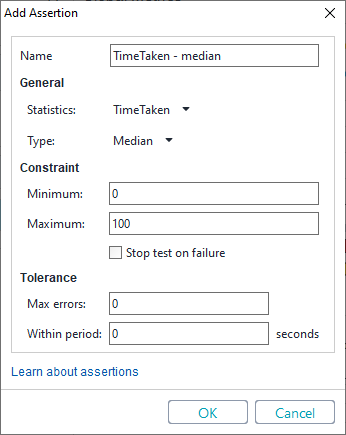 Add Assertion
Name TimeTaken - median
General
Statistics: TimeTaken
Type: Median
Constraint
Minimum: 0
Maximum: 100
Stop test on failure
Tolerance
Max errors: 0
Within period: 0 seconds
Learn about assertions
OK Cancel